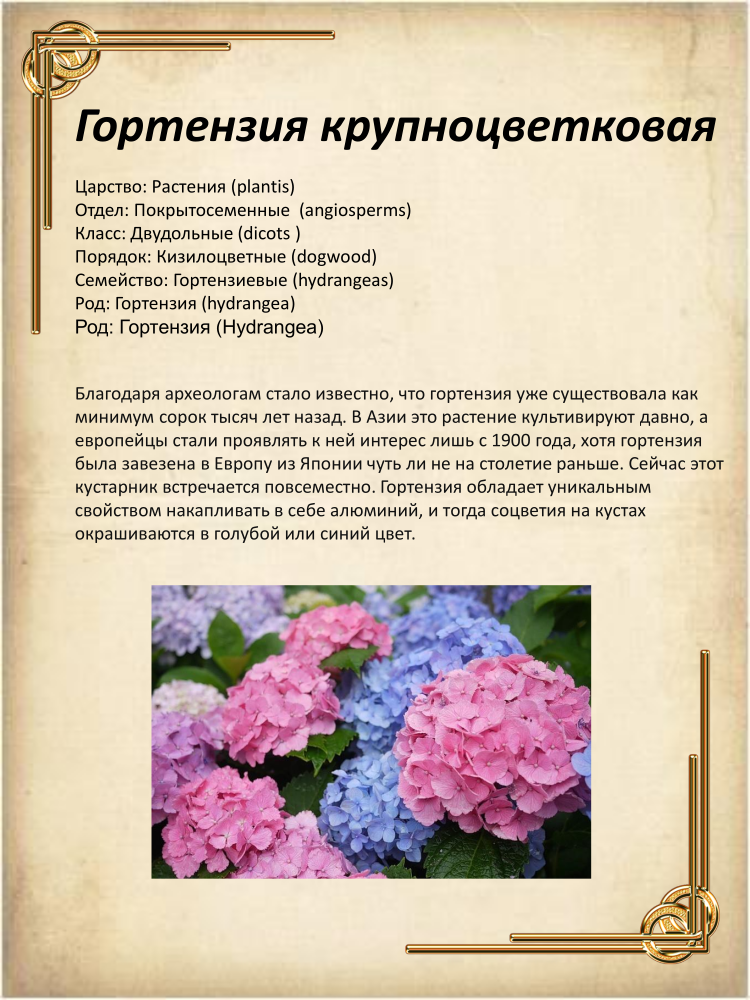 Гортензия крупноцветковая
Царство: Растения (plantis)
Отдел: Покрытосеменные  (angiosperms)
Класс: Двудольные (dicots )
Порядок: Кизилоцветные (dogwood)
Семейство: Гортензиевые (hydrangeas)
Род: Гортензия (hydrangea)
Род: Гортензия (Hydrangea)
Благодаря археологам стало известно, что гортензия уже существовала как
минимум сорок тысяч лет назад. В Азии это растение культивируют давно, а
европейцы стали проявлять к ней интерес лишь с 1900 года, хотя гортензия
была завезена в Европу из Японии чуть ли не на столетие раньше. Сейчас этот
кустарник встречается повсеместно. Гортензия обладает уникальным
свойством накапливать в себе алюминий, и тогда соцветия на кустах
окрашиваются в голубой или синий цвет.